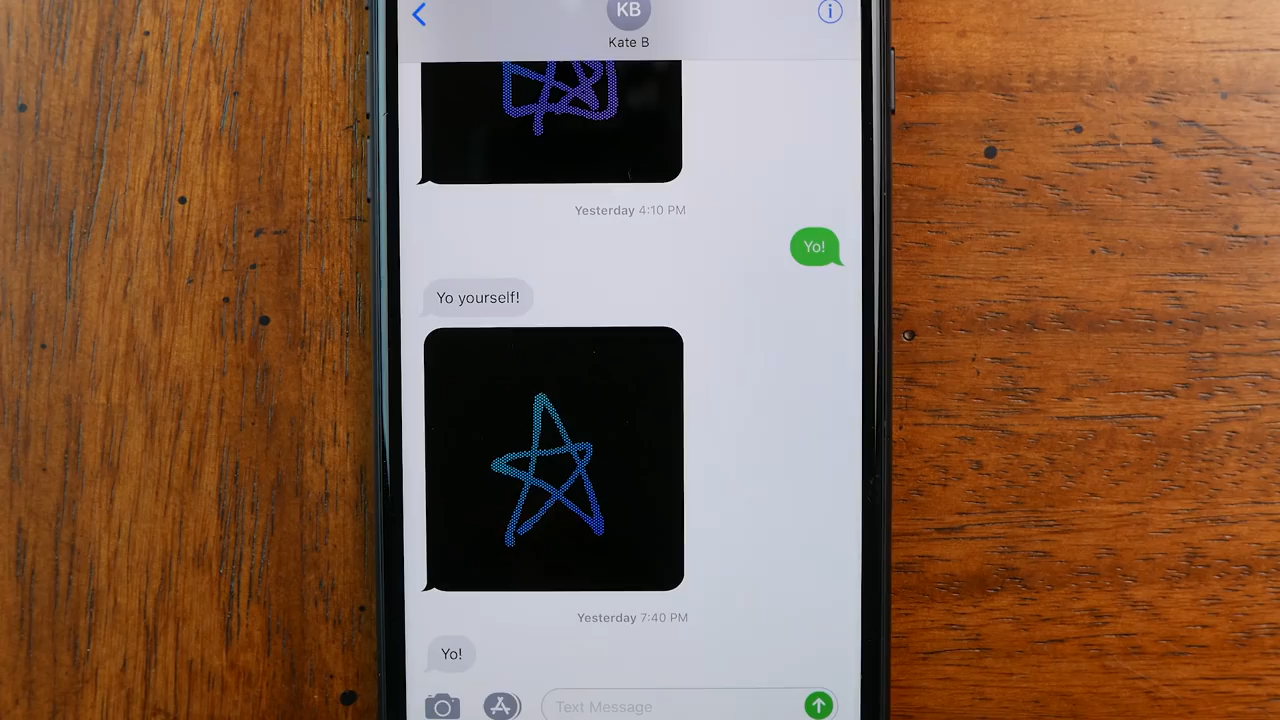 KB
Kate B
Yesterday 4:10 PM
Yo!
Yo yourself!
Yesterday 7:40 PM
Yo!
Text Message